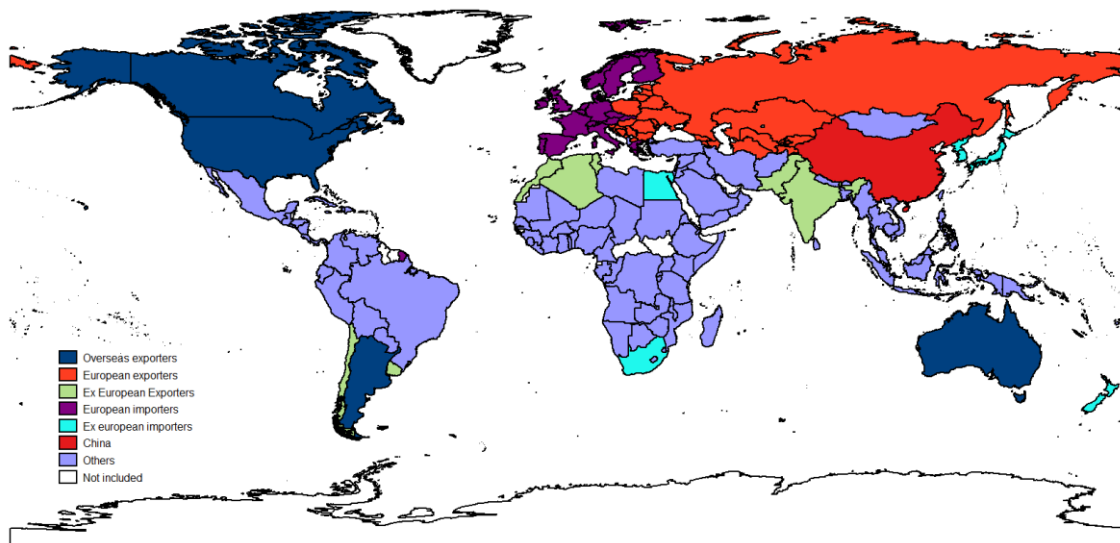 Overseas exporters
European exporters
Ex European Exporters
European importers
Ex european importers
China
Others
Not included